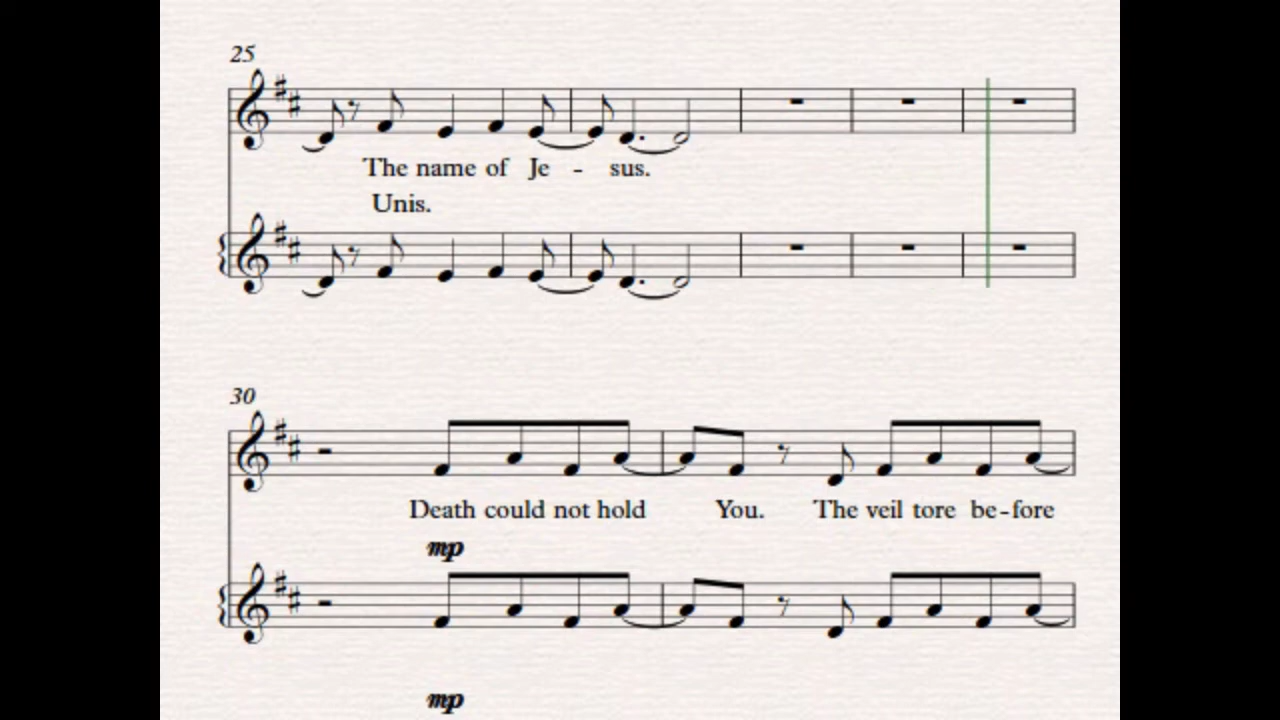 25
The name of Je - sus.
Unis.
30
Death could not hold You. The veil tore be-fore
mp
mp